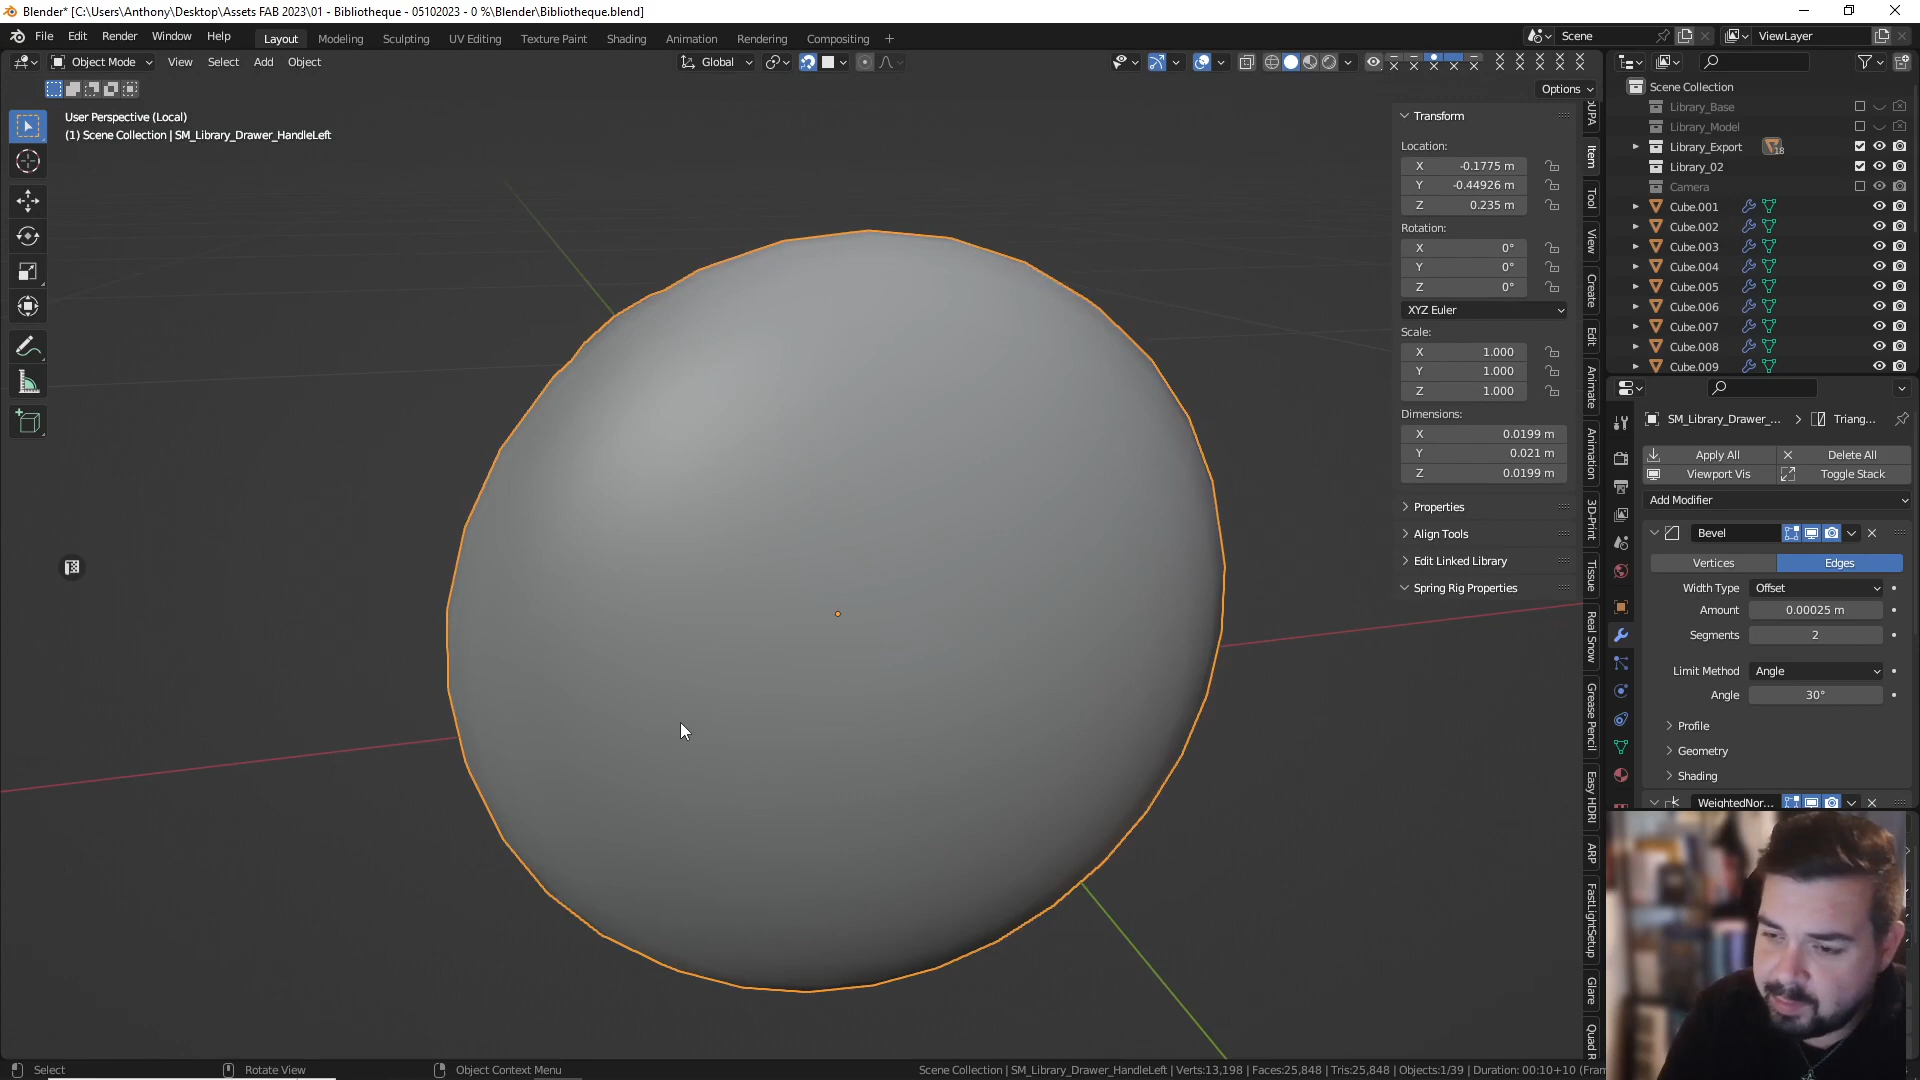 Blender* [C:\Users\Anthony\Desktop\Assets FAB 2023\01 - Bibliotheque - 05102023 - 0 %\Blender\Bibliotheque.blend]
File Edit Render Window Help
Layout Modeling Sculpting UV Editing Texture Paint Shading Animation Rendering Compositing
Scene
ViewLayer
Object Mode View Select Add Object
Global
Options
User Perspective (Local)
(1) Scene Collection | SM_Library_Drawer_HandleLeft
Transform
Location:
X -0.1775 m
Y -0.44926 m
Z 0.235 m
Rotation:
X 0°
Y 0°
Z 0°
XYZ Euler
Scale:
X 1.000
Y 1.000
Z 1.000
Dimensions:
X 0.0199 m
Y 0.021 m
Z 0.0199 m
Properties
Align Tools
Edit Linked Library
Spring Rig Properties
Item
Tool
View
Create
Edit
Animate
Animation
3D-Print
Tissue
Real Snow
Grease Pencil
Easy HDRI
ARP
FastLightSetup
Glare
Quad R
Scene Collection
Library_Base
Library_Model
Library_Export 18
Library_02
Camera
Cube.001
Cube.002
Cube.003
Cube.004
Cube.005
Cube.006
Cube.007
Cube.008
Cube.009
SM_Library_Drawer_... Triang...
Apply All Delete All
Viewport Vis Toggle Stack
Add Modifier
Bevel
Vertices Edges
Width Type Offset
Amount 0.00025 m
Segments 2
Limit Method Angle
Angle 30°
Profile
Geometry
Shading
WeightedNor...
Select Rotate View Object Context Menu
Scene Collection | SM_Library_Drawer_HandleLeft | Verts:13,198 | Faces:25,848 | Tris:25,848 | Objects:1/39 | Duration: 00:10+10 (Fram